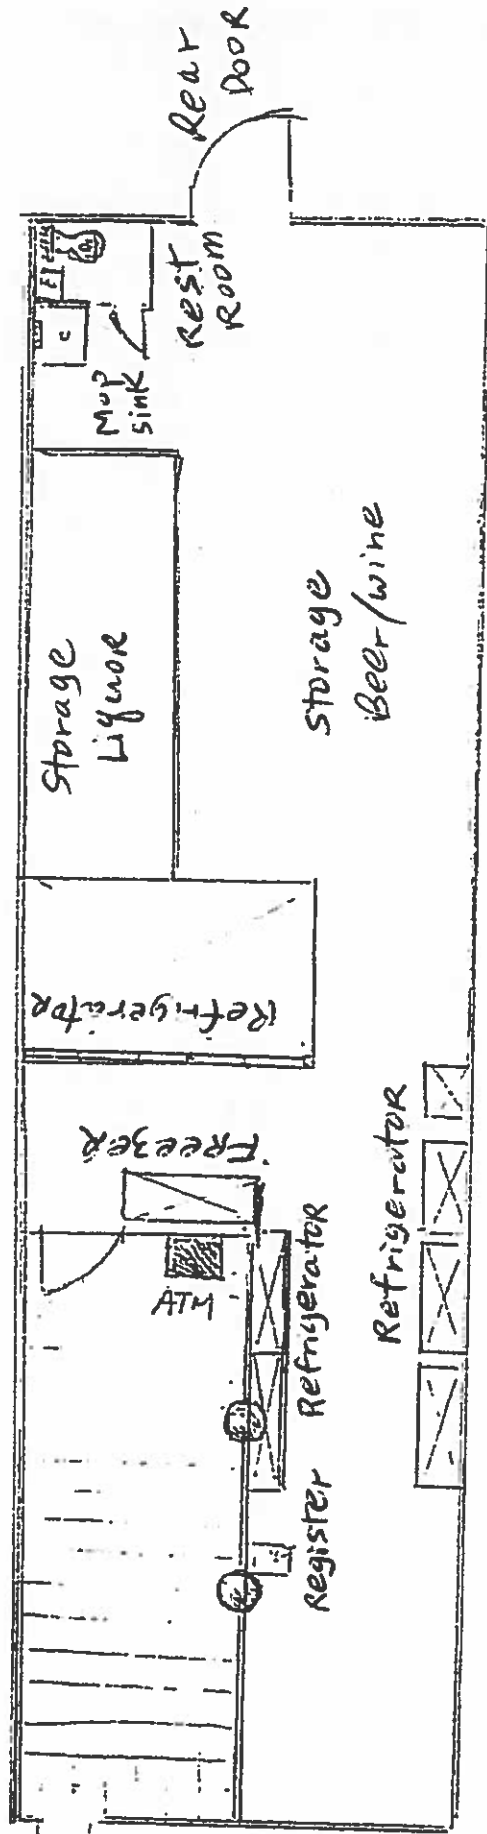 Rear
DOOR
Rest
ROOM
Mop
sink
Storage
Liquor
storage
Beer/wine
Refrigerator
Freezer
ATM
Refrigerator
Refrigerator
Register